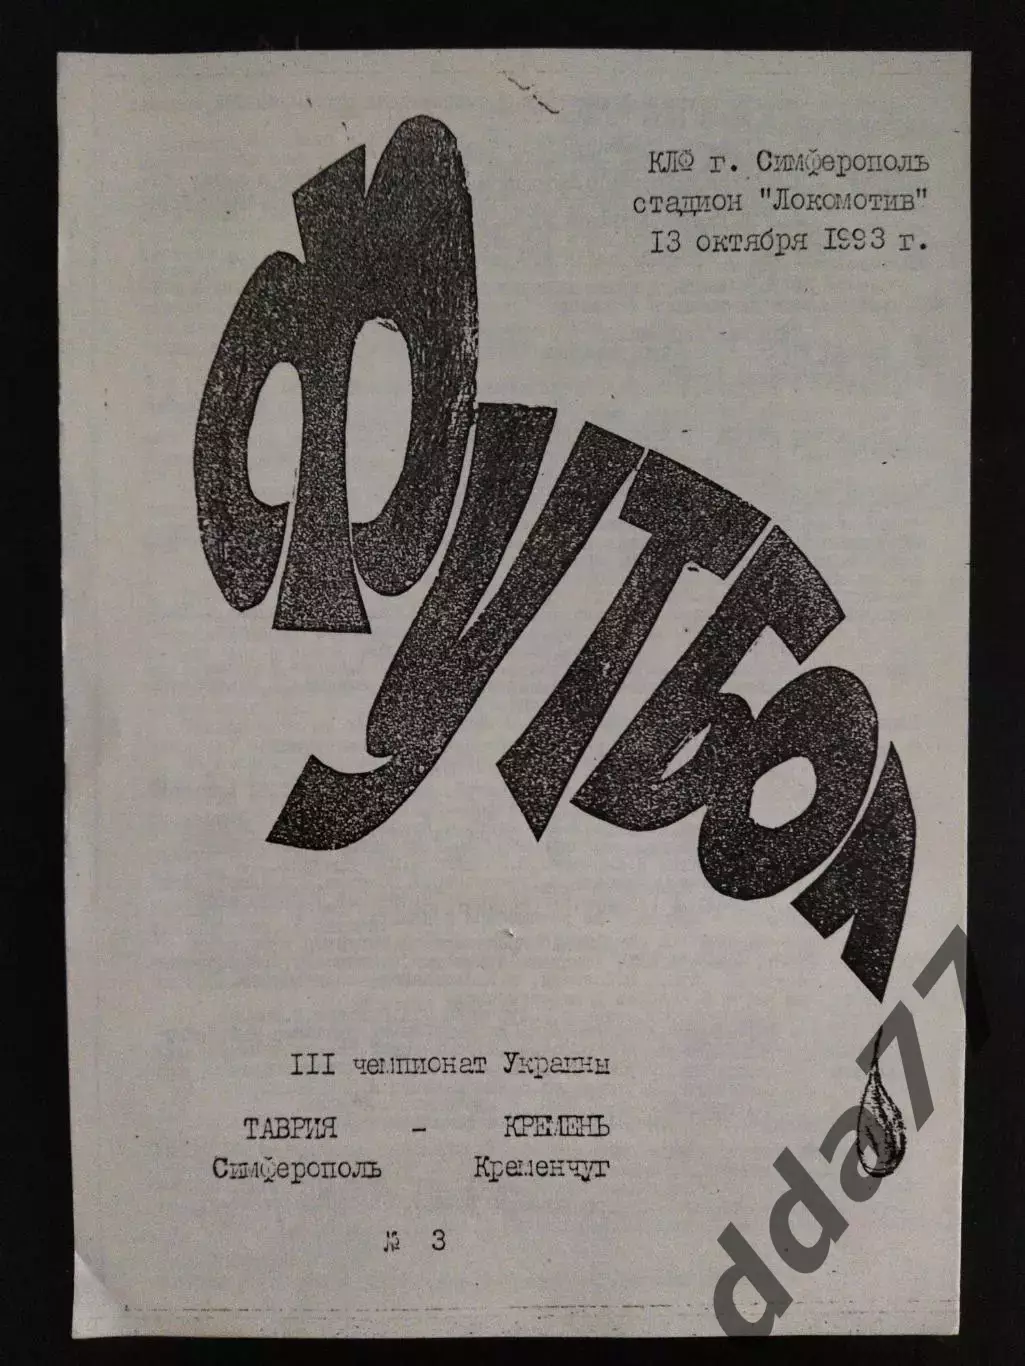 КЛФ г. Симферополь
стадион "Локомотив"
13 октября 1993 г.
ФУТБОЛ
III чемпионат Украины
ТАВРИЯ - КРЕМЕНЬ
Симферополь Кременчуг
№ 3
dda77